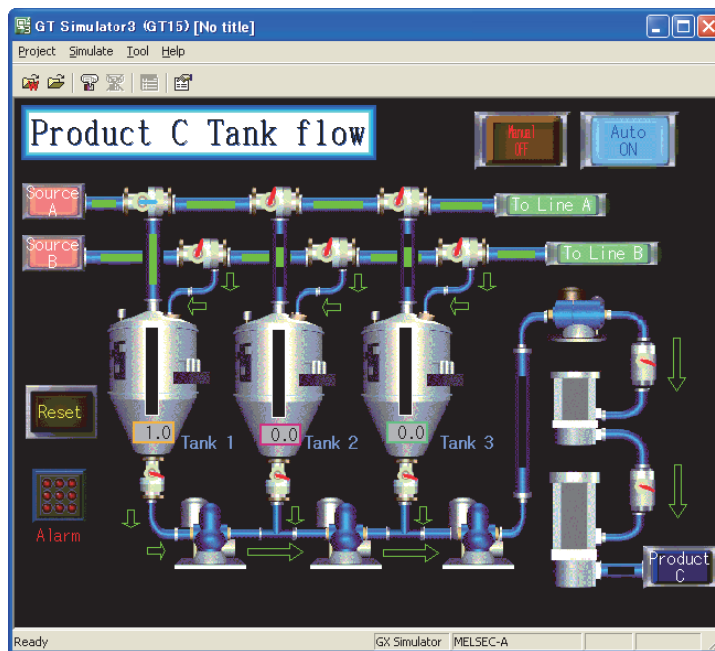 GT Simulator3 (GT15) [No title]
Project Simulate Tool Help
Product C Tank flow
Manual
OFF
Auto
ON
Source
A
To Line A
Source
B
To Line B
Reset
1.0
Tank 1
0.0
Tank 2
0.0
Tank 3
Alarm
Product
C
Ready
GX Simulator
MELSEC-A